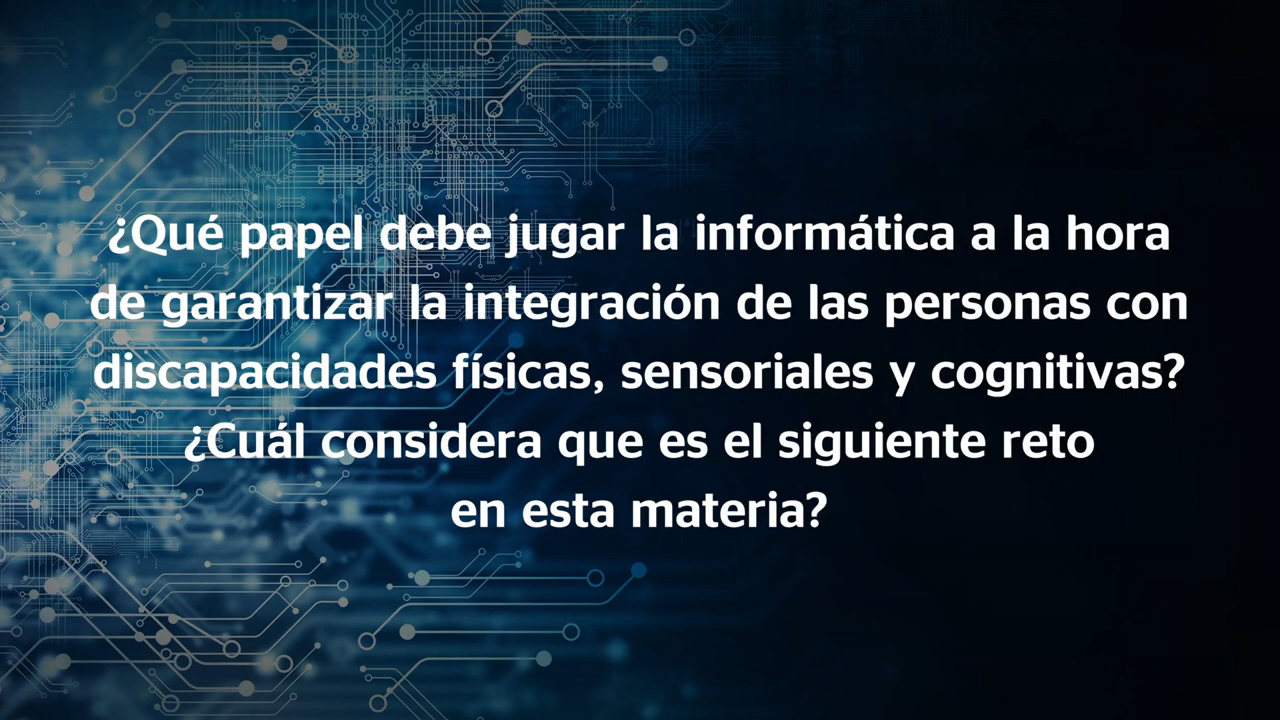 ¿Qué papel debe jugar la informática a la hora
de garantizar la integración de las personas con
discapacidades físicas, sensoriales y cognitivas?
¿Cuál considera que es el siguiente reto
en esta materia?